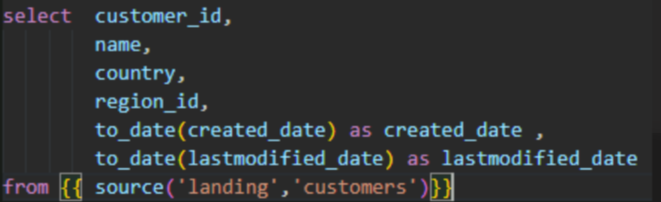 select  customer_id,
        name,
        country,
        region_id,
        to_date(created_date) as created_date ,
        to_date(lastmodified_date) as lastmodified_date
from {{ source('landing','customers')}}